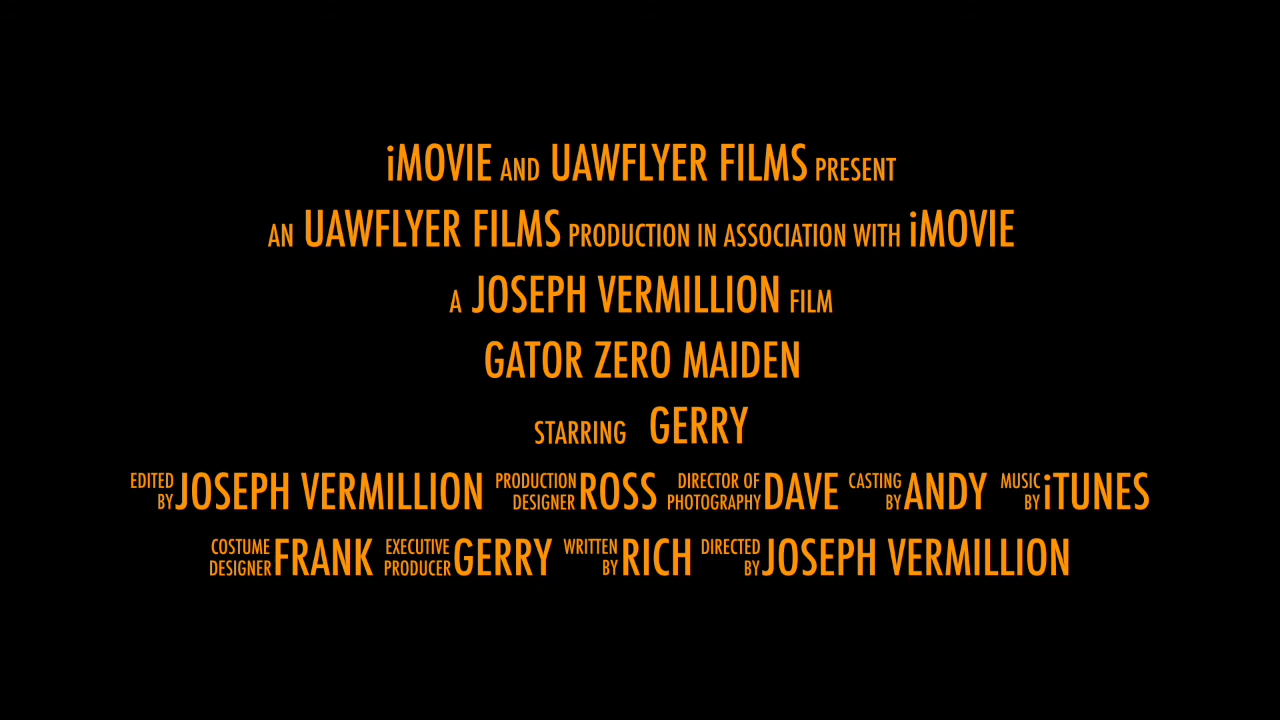 iMOVIE AND UAWFLYER FILMS PRESENT
AN UAWFLYER FILMS PRODUCTION IN ASSOCIATION WITH iMOVIE
A JOSEPH VERMILLION FILM
GATOR ZERO MAIDEN
STARRING GERRY
EDITED BY JOSEPH VERMILLION PRODUCTION DESIGNER ROSS DIRECTOR OF PHOTOGRAPHY DAVE CASTING BY ANDY MUSIC BY iTUNES
COSTUME DESIGNER FRANK EXECUTIVE PRODUCER GERRY WRITTEN BY RICH DIRECTED BY JOSEPH VERMILLION